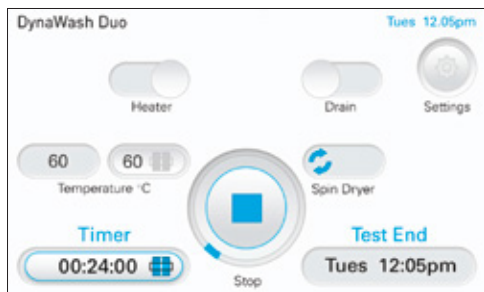 DynaWash Duo
Tues 12.05pm
Heater
Drain
Settings
60
60
Temperature °C
Spin Dryer
Timer
00:24:00
Stop
Test End
Tues 12:05pm